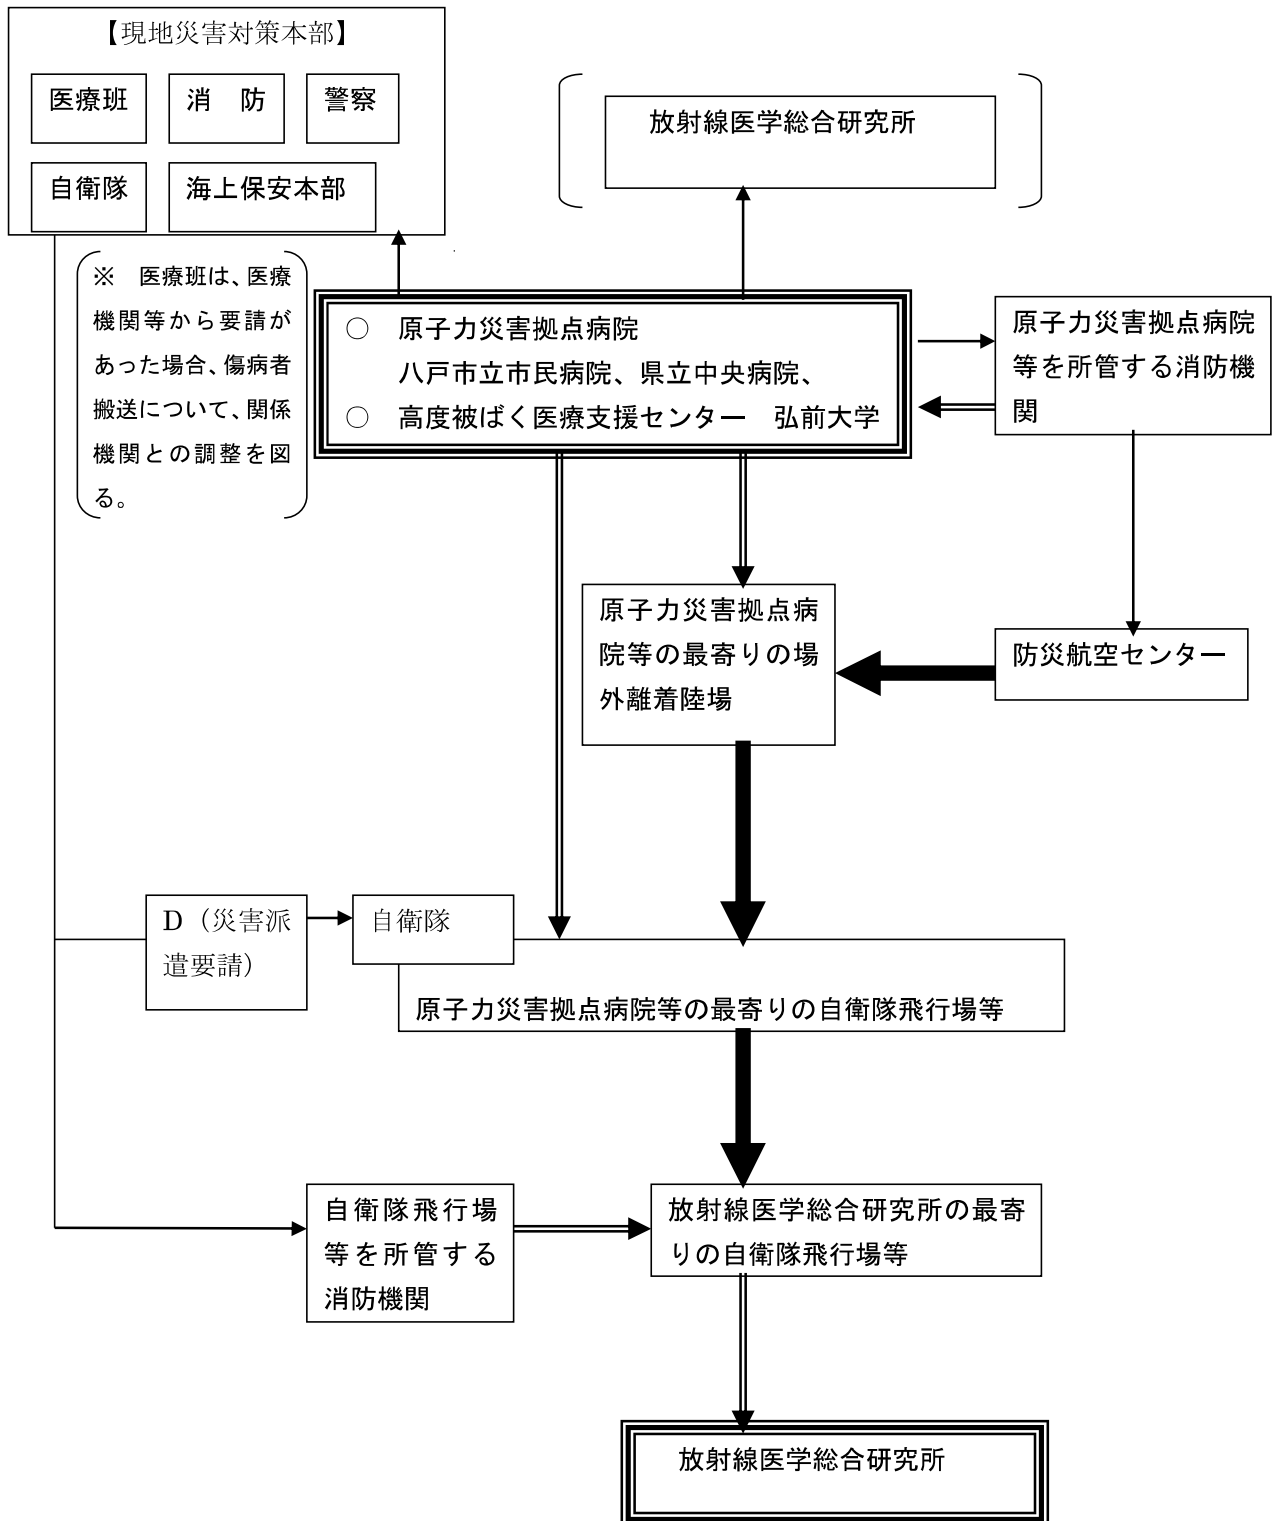 【現地災害対策本部】
医療班
消　防
警察
自衛隊
海上保安本部
放射線医学総合研究所
※　医療班は、医療
機関等から要請が
あった場合、傷病者
搬送について、関係
機関との調整を図
る。
○　原子力災害拠点病院
八戸市立市民病院、県立中央病院、
○　高度被ばく医療支援センター　弘前大学
原子力災害拠点病院
等を所管する消防機
関
原子力災害拠点病
院等の最寄りの場
外離着陸場
防災航空センター
D（災害派
遣要請）
自衛隊
原子力災害拠点病院等の最寄りの自衛隊飛行場等
自衛隊飛行場
等を所管する
消防機関
放射線医学総合研究所の最寄
りの自衛隊飛行場等
放射線医学総合研究所